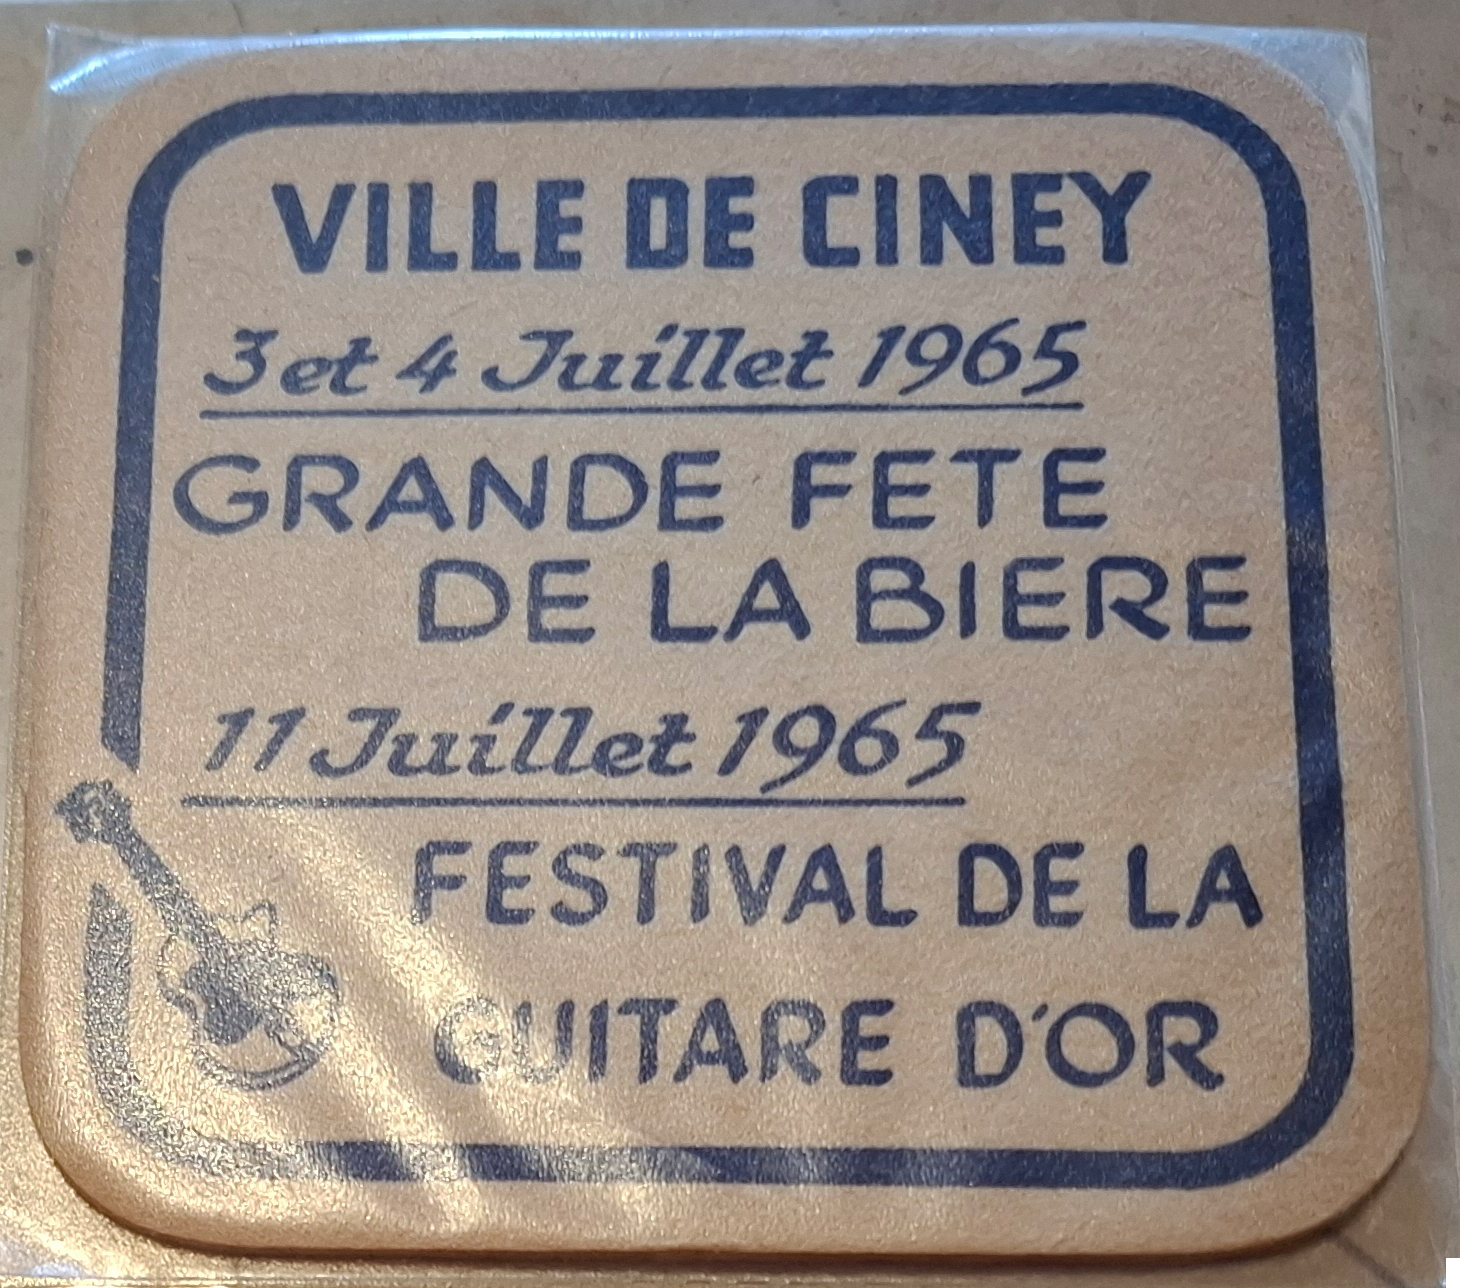 VILLE DE CINEY
3 et 4 Juillet 1965
GRANDE FETE
DE LA BIERE
11 Juillet 1965
FESTIVAL DE LA
GUITARE D'OR